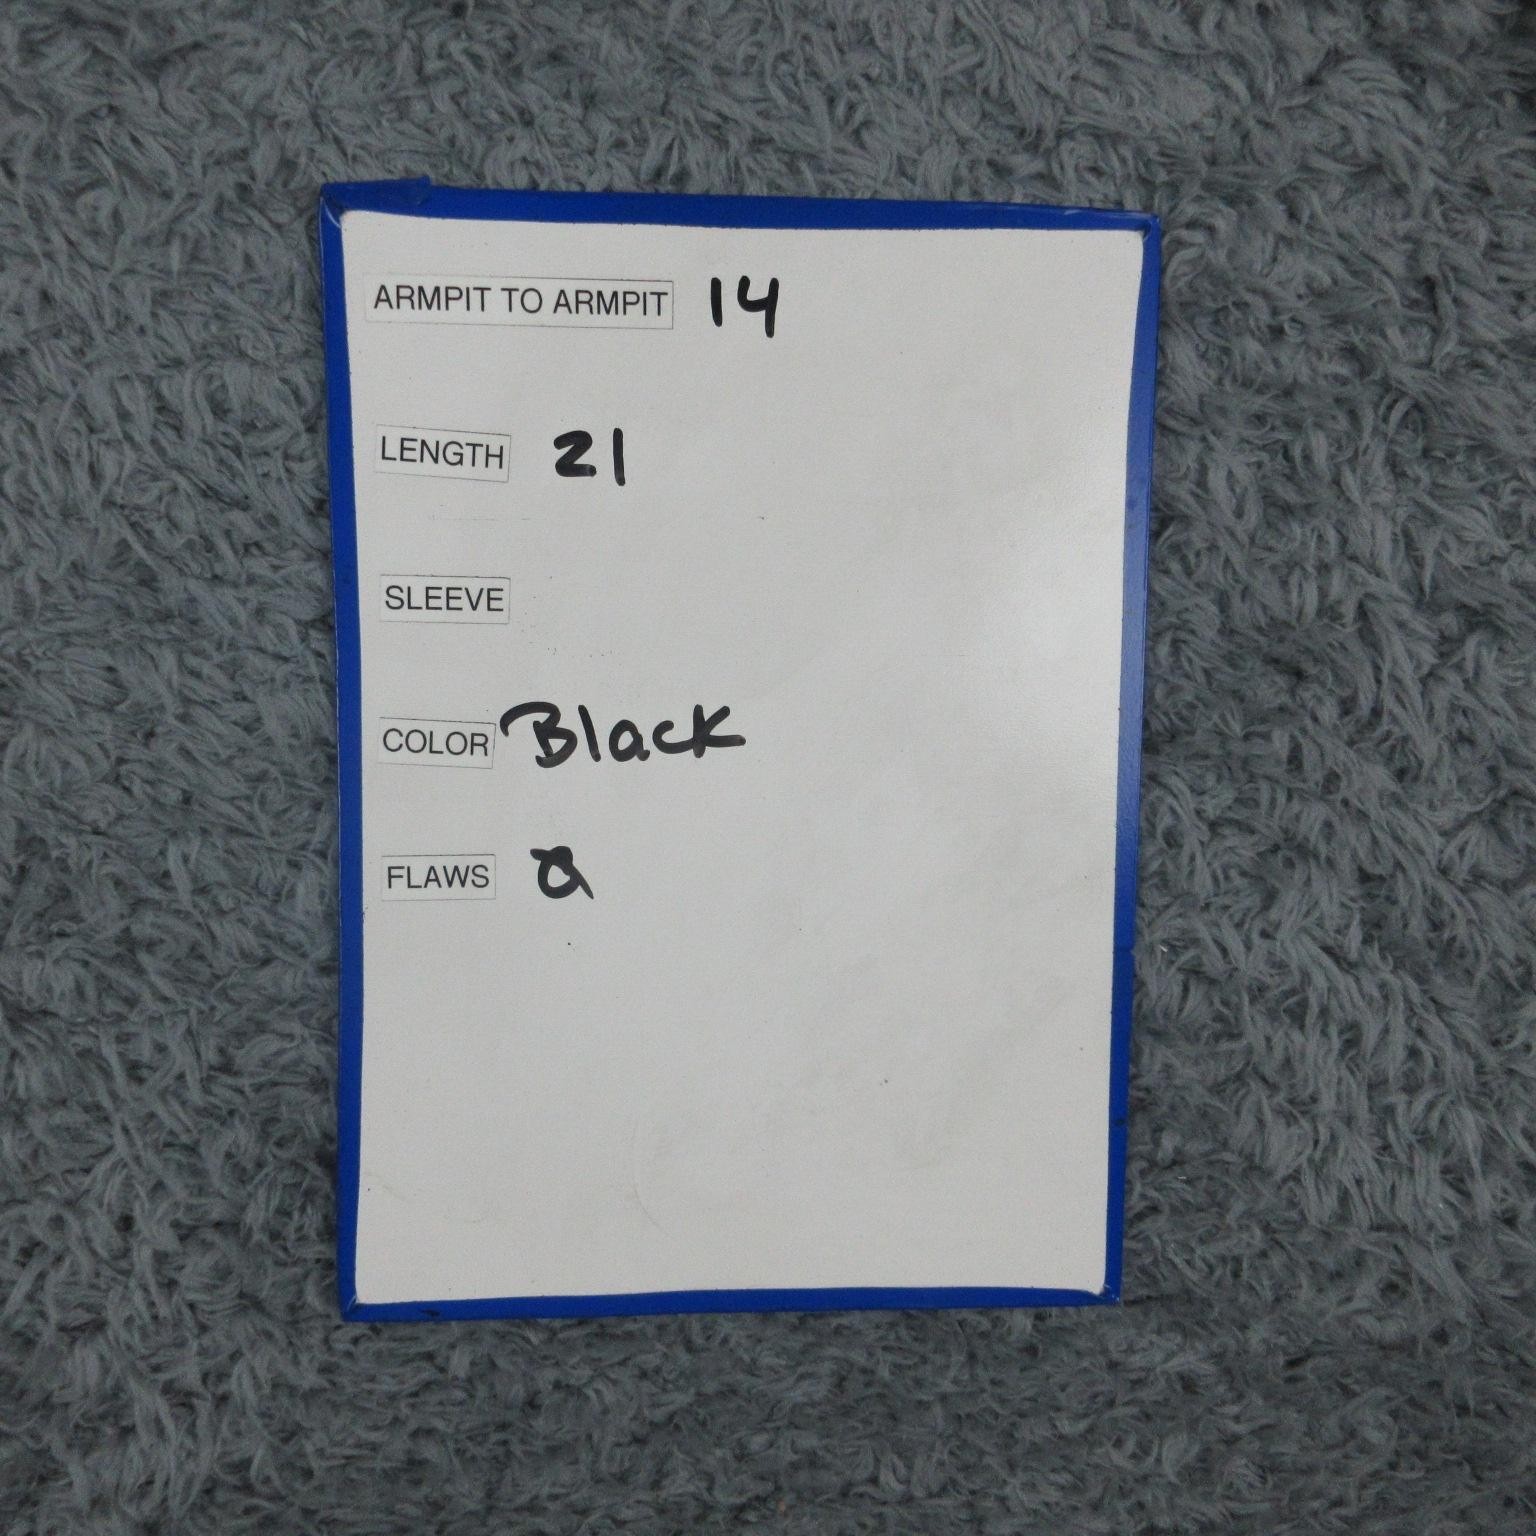 ARMPIT TO ARMPIT 14
LENGTH 21
SLEEVE
COLOR Black
FLAWS